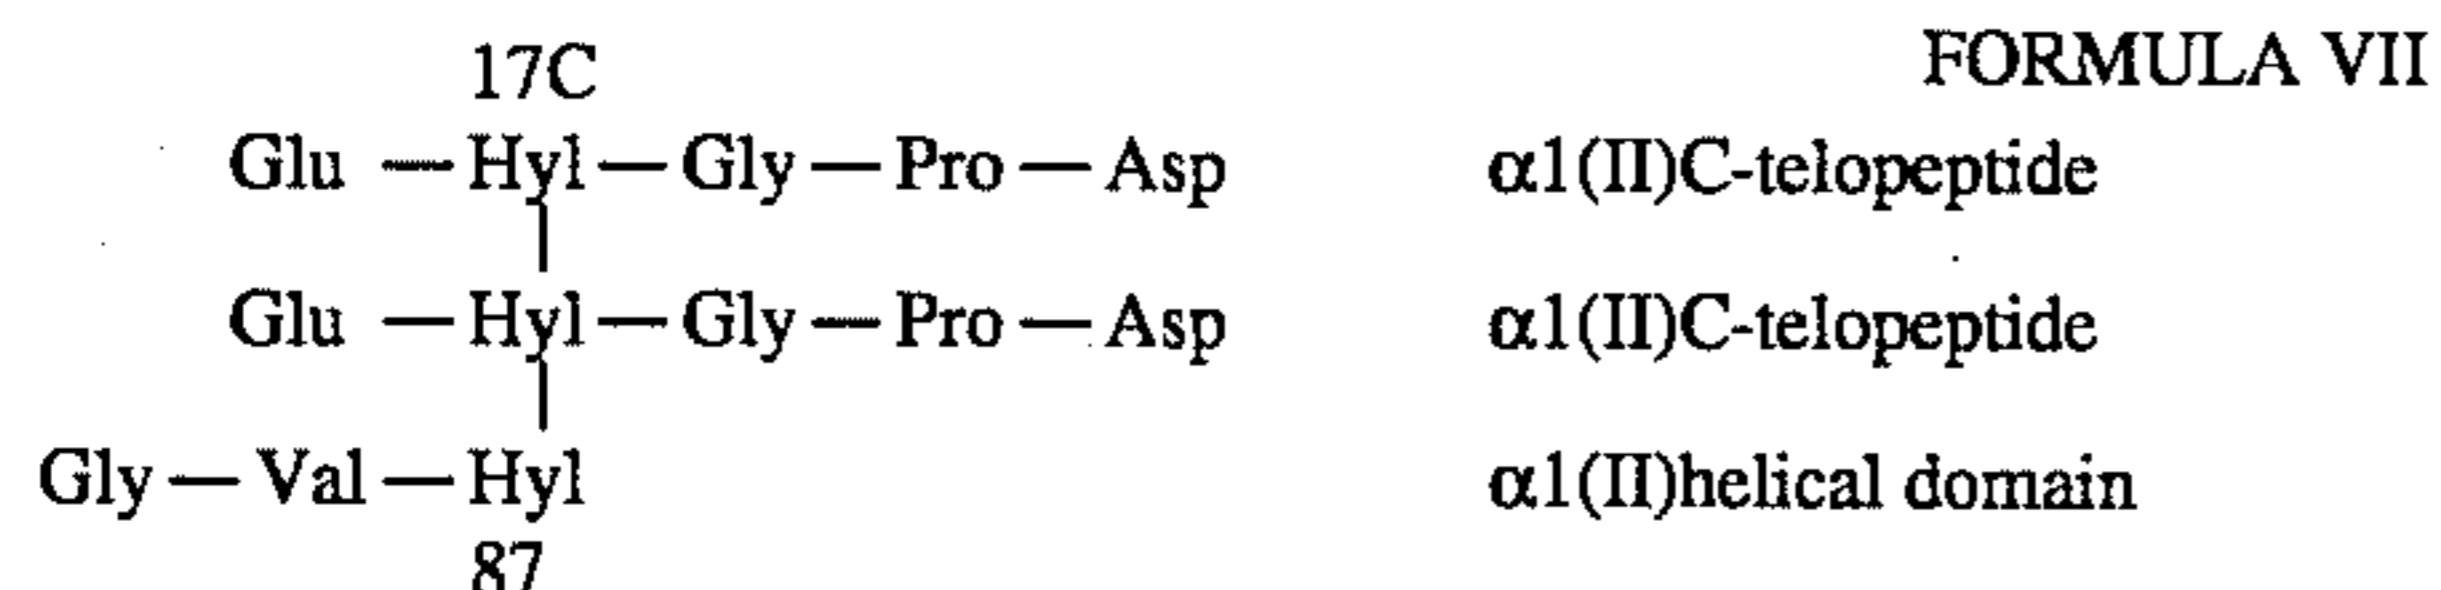 17C FORMULA VII
Glu — Hyl — Gly — Pro — Asp α1(II)C-telopeptide
Glu — Hyl — Gly — Pro — Asp α1(II)C-telopeptide
Gly — Val — Hyl α1(II)helical domain
87